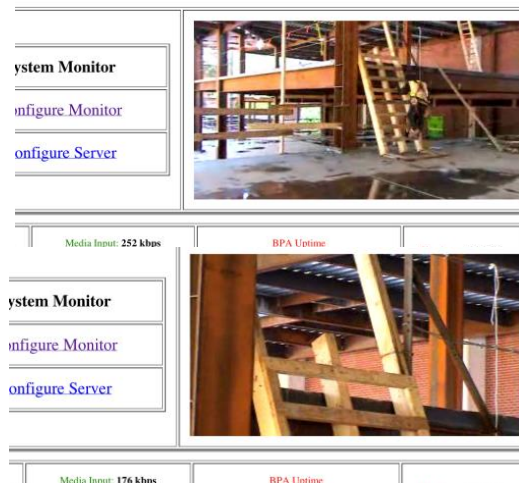 ystem Monitor
onfigure Monitor
onfigure Server
Media Input: 252 kbps
BPA Uptime
ystem Monitor
onfigure Monitor
onfigure Server
Media Input: 176 kbps
BPA Uptime